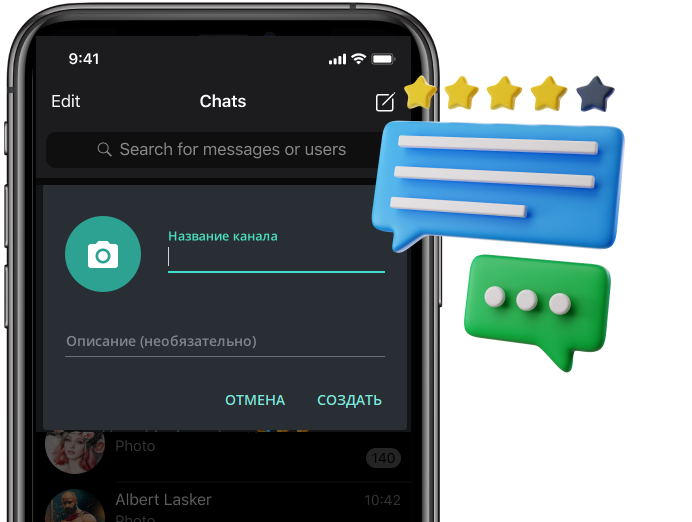 9:41
Edit
Chats
Search for messages or users
Название канала
Описание (необязательно)
ОТМЕНА
СОЗДАТЬ
Photo
140
Albert Lasker
10:42
Photo